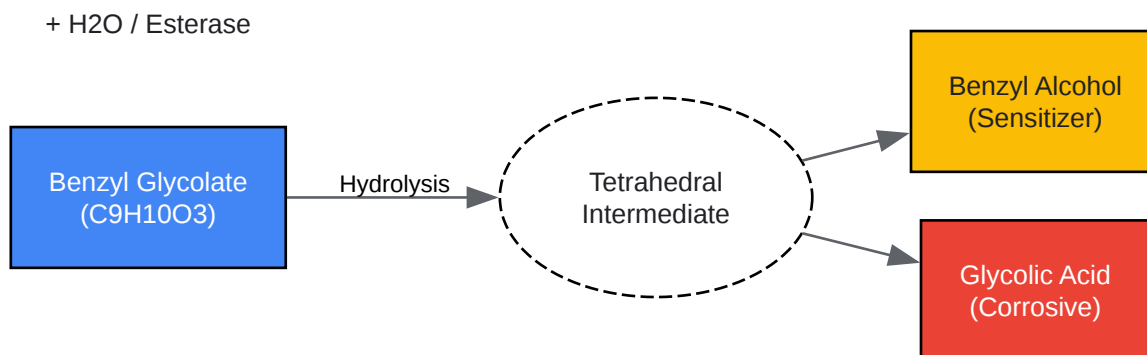 + H2O / Esterase
Benzyl Glycolate
(C9H10O3)
Hydrolysis
Tetrahedral
Intermediate
Benzyl Alcohol
(Sensitizer)
Glycolic Acid
(Corrosive)